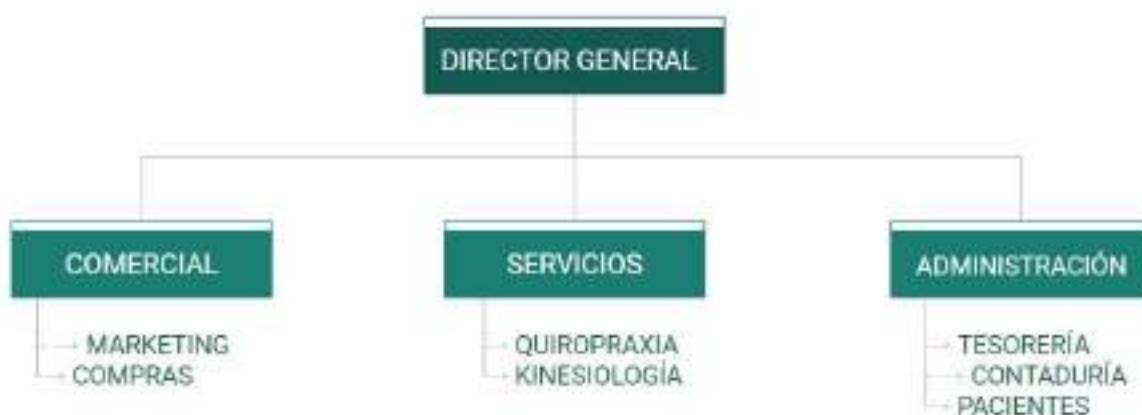 DIRECTOR GENERAL
COMERCIAL
MARKETING
COMPRAS
SERVICIOS
QUIROPRAXIA
KINESIOLOGÍA
ADMINISTRACIÓN
TESORERÍA
CONTADURÍA
PACIENTES